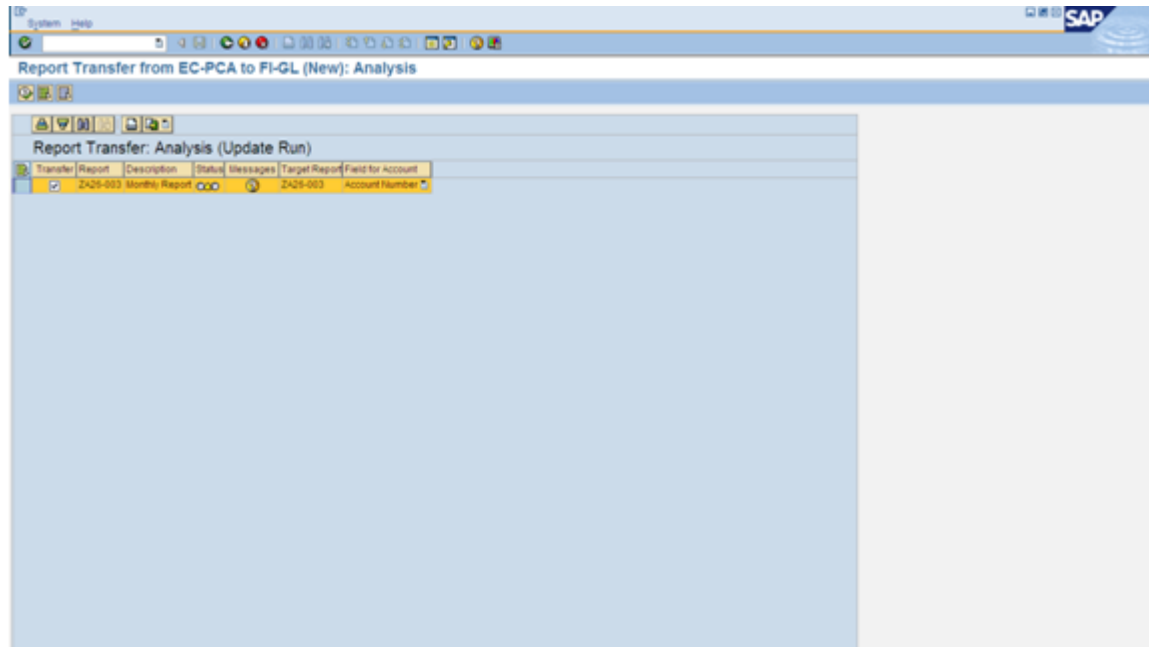 System Help
SAP
Report Transfer from EC-PCA to FI-GL (New): Analysis
Report Transfer: Analysis (Update Run)
Transfer Report Description Status Messages Target Report Field for Account
ZA26-003 Monthly Report ZA26-003 Account Number